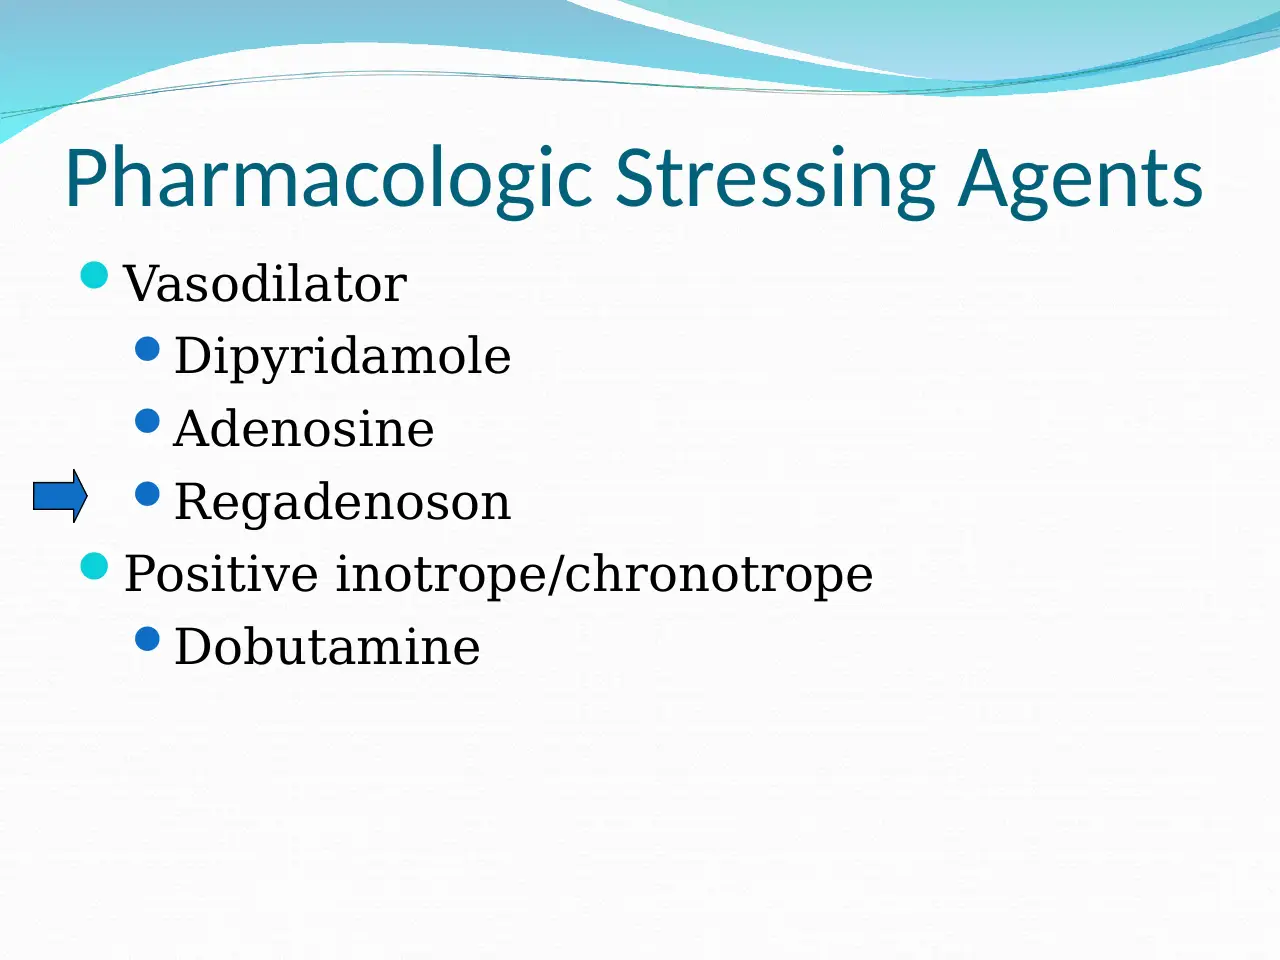 Pharmacologic Stressing Agents
Vasodilator
Dipyridamole
Adenosine
Regadenoson
Positive inotrope/chronotrope
Dobutamine